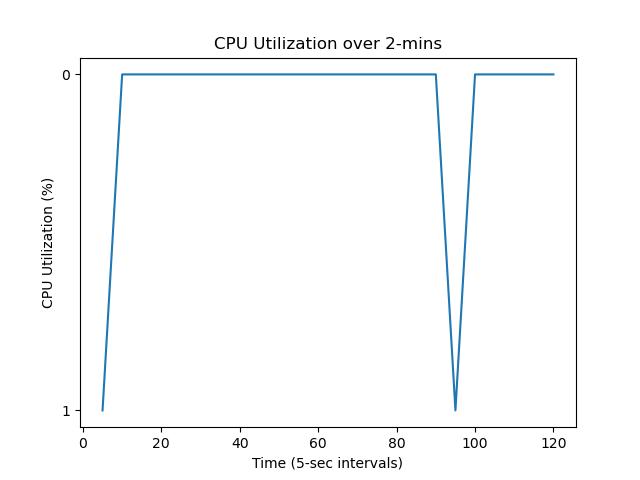 CPU Utilization over 2-mins
0
1
CPU Utilization (%)
0 20 40 60 80 100 120
Time (5-sec intervals)